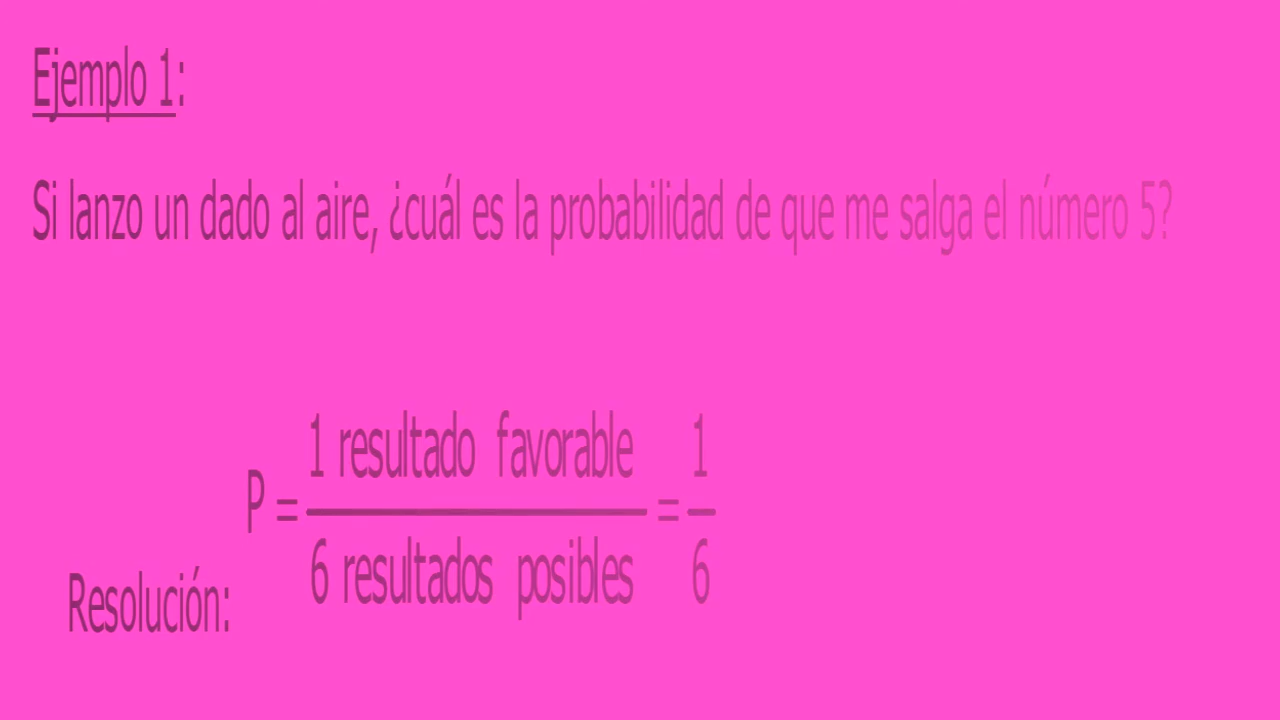 Ejemplo 1:
Si lanzo un dado al aire, ¿cuál es la probabilidad de que me salga el número 5?
Resolución: P = 1 resultado favorable / 6 resultados posibles = 1 / 6